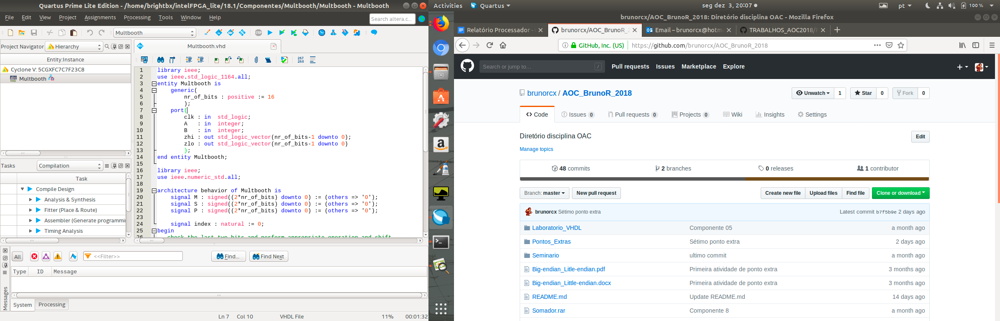 Quartus Prime Lite Edition - /home/brightbx/intelFPGA_lite/18.1/Componentes/Multbooth/Multbooth - Multbooth
File Edit View Project Assignments Processing Tools Window Help
Search altera.c...
Multbooth
Project Navigator Hierarchy
Entity:Instance
Cyclone V: 5CGXFC7C7F23C8
Multbooth
Tasks Compilation
Task
Compile Design
Analysis & Synthesis
Fitter (Place & Route)
Assembler (Generate programmin
Timing Analysis
Multbooth.vhd
267
268
1 library ieee;
2 use ieee.std_logic_1164.all;
3 entity Multbooth is
4 generic(
5 nr_of_bits : positive := 16
6 );
7 port(
8 clk : in std_logic;
9 A : in integer;
10 B : in integer;
11 zhi : out std_logic_vector(nr_of_bits-1 downto 0);
12 zlo : out std_logic_vector(nr_of_bits-1 downto 0)
13 );
14 end entity Multbooth;
15
16 library ieee;
17 use ieee.numeric_std.all;
18
19 architecture behavior of Multbooth is
20 signal M : signed((2*nr_of_bits) downto 0) := (others => '0');
21 signal S : signed((2*nr_of_bits) downto 0) := (others => '0');
22 signal P : signed((2*nr_of_bits) downto 0) := (others => '0');
23
24 signal index : natural := 0;
25 begin
26 check the last two bits and perform appropriate operation and shift
All <<Filter>> Find... Find Next
Type ID Message
Messages
System Processing
Ln 7 Col 10 VHDL File 11% 00:01:32
Activities Quartus seg dez 3, 20:07 pt 100 %
brunorcx/AOC_BrunoR_2018: Diretório disciplina OAC - Mozilla Firefox
Relatório Processador - brunorcx/AOC_BrunoR_2 Email – brunorcx@hotm TRABALHOS_AOC2018/P
GitHub, Inc. (US) https://github.com/brunorcx/AOC_BrunoR_2018
Search or jump to... / Pull requests Issues Marketplace Explore
brunorcx / AOC_BrunoR_2018 Unwatch 1 Star 0 Fork 0
Code Issues 0 Pull requests 0 Projects 0 Wiki Insights Settings
Diretório disciplina OAC Edit
Manage topics
48 commits 2 branches 0 releases 1 contributor
Branch: master New pull request Create new file Upload files Find file Clone or download
brunorcx Sétimo ponto extra Latest commit b7f5b9e 2 days ago
Laboratorio_VHDL Componente 05 a month ago
Pontos_Extras Sétimo ponto extra 2 days ago
Seminario ultimo commit a month ago
Big-endian_Litle-endian.pdf Primeira atividade de ponto extra 3 months ago
Big-endian_Little-endian.docx Primeira atividade de ponto extra 3 months ago
README.md Update README.md 14 days ago
Somador.rar Componente 8 a month ago